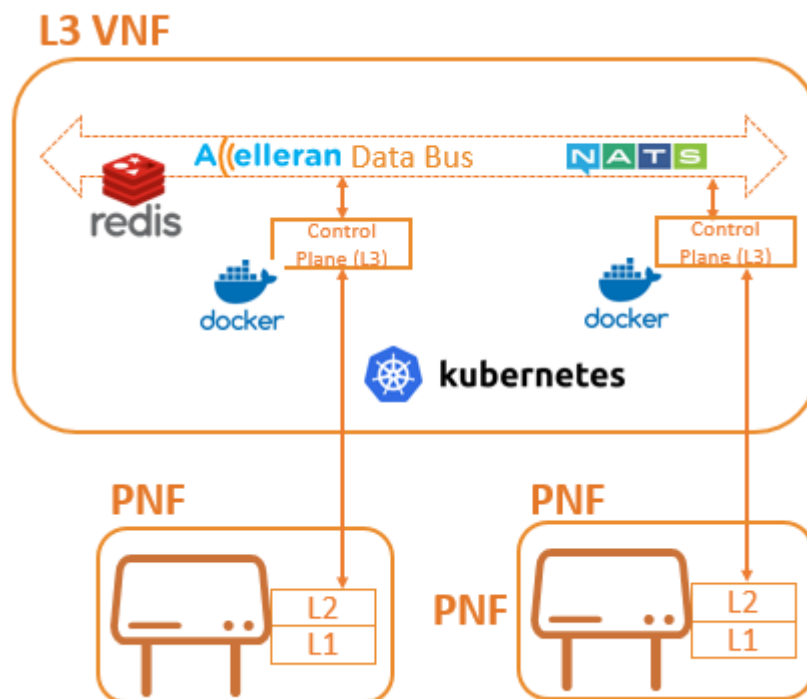 L3 VNF
Accelleran Data Bus
NATS
redis
Control
Plane (L3)
Control
Plane (L3)
docker
docker
kubernetes
PNF
PNF
L2
L1
PNF
L2
L1